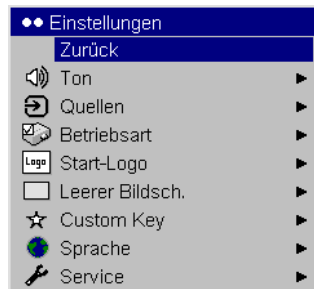 Einstellungen
Zurück
Ton
Quellen
Betriebsart
Logo Start-Logo
Leerer Bildsch.
Custom Key
Sprache
Service